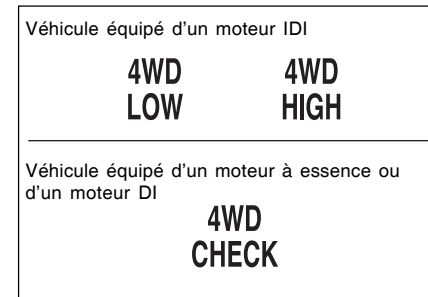 Véhicule équipé d'un moteur IDI
4WD 4WD
LOW HIGH
Véhicule équipé d'un moteur à essence ou
d'un moteur DI
4WD
CHECK